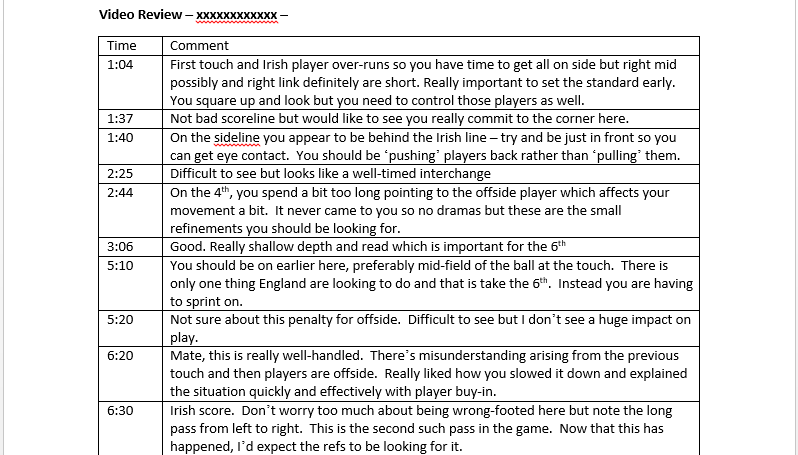 Video Review – xxxxxxxxxxxx –
Time Comment
1:04 First touch and Irish player over-runs so you have time to get all on side but right mid
possibly and right link definitely are short. Really important to set the standard early.
You square up and look but you need to control those players as well.
1:37 Not bad scoreline but would like to see you really commit to the corner here.
1:40 On the sideline you appear to be behind the Irish line – try and be just in front so you
can get eye contact.  You should be ‘pushing’ players back rather than ‘pulling’ them.
2:25 Difficult to see but looks like a well-timed interchange
2:44 On the 4th, you spend a bit too long pointing to the offside player which affects your
movement a bit.  It never came to you so no dramas but these are the small
refinements you should be looking for.
3:06 Good. Really shallow depth and read which is important for the 6th
5:10 You should be on earlier here, preferably mid-field of the ball at the touch.  There is
only one thing England are looking to do and that is take the 6th.  Instead you are having
to sprint on.
5:20 Not sure about this penalty for offside.  Difficult to see but I don’t see a huge impact on
play.
6:20 Mate, this is really well-handled.  There’s misunderstanding arising from the previous
touch and then players are offside.  Really liked how you slowed it down and explained
the situation quickly and effectively with player buy-in.
6:30 Irish score.  Don’t worry too much about being wrong-footed here but note the long
pass from left to right.  This is the second such pass in the game.  Now that this has
happened, I’d expect the refs to be looking for it.